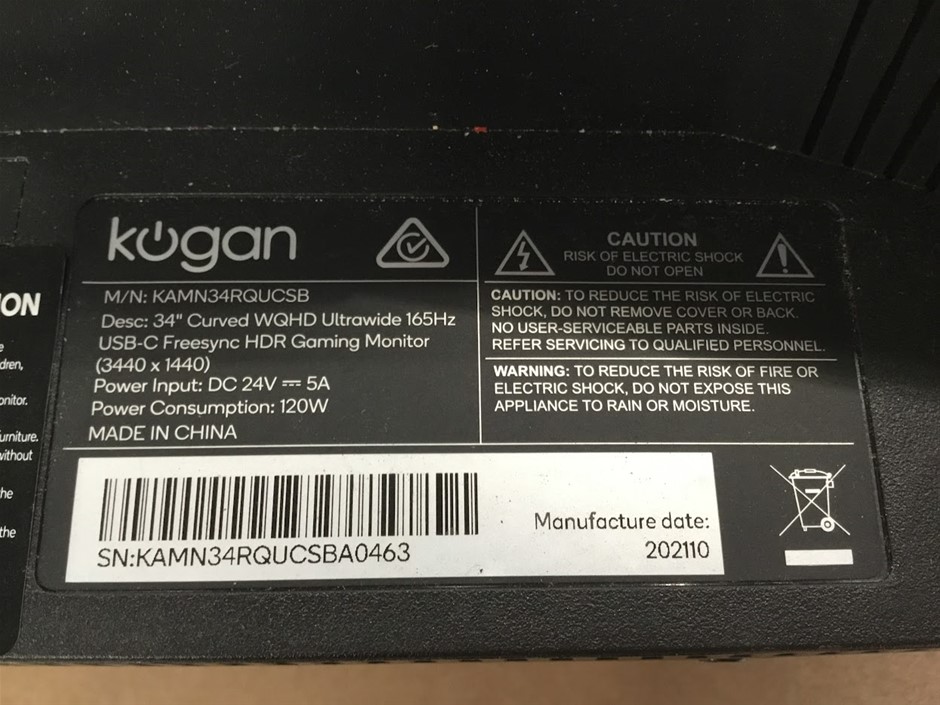 ON
e
dren,
onitor.
urniture.
without
he
the
kogan
M/N: KAMN34RQUCSB
Desc: 34" Curved WQHD Ultrawide 165Hz
USB-C Freesync HDR Gaming Monitor
(3440 x 1440)
Power Input: DC 24V ⎓ 5A
Power Consumption: 120W
MADE IN CHINA
CAUTION
RISK OF ELECTRIC SHOCK
DO NOT OPEN
CAUTION: TO REDUCE THE RISK OF ELECTRIC
SHOCK, DO NOT REMOVE COVER OR BACK.
NO USER-SERVICEABLE PARTS INSIDE.
REFER SERVICING TO QUALIFIED PERSONNEL.
WARNING: TO REDUCE THE RISK OF FIRE OR
ELECTRIC SHOCK, DO NOT EXPOSE THIS
APPLIANCE TO RAIN OR MOISTURE.
SN:KAMN34RQUCSBA0463
Manufacture date:
202110